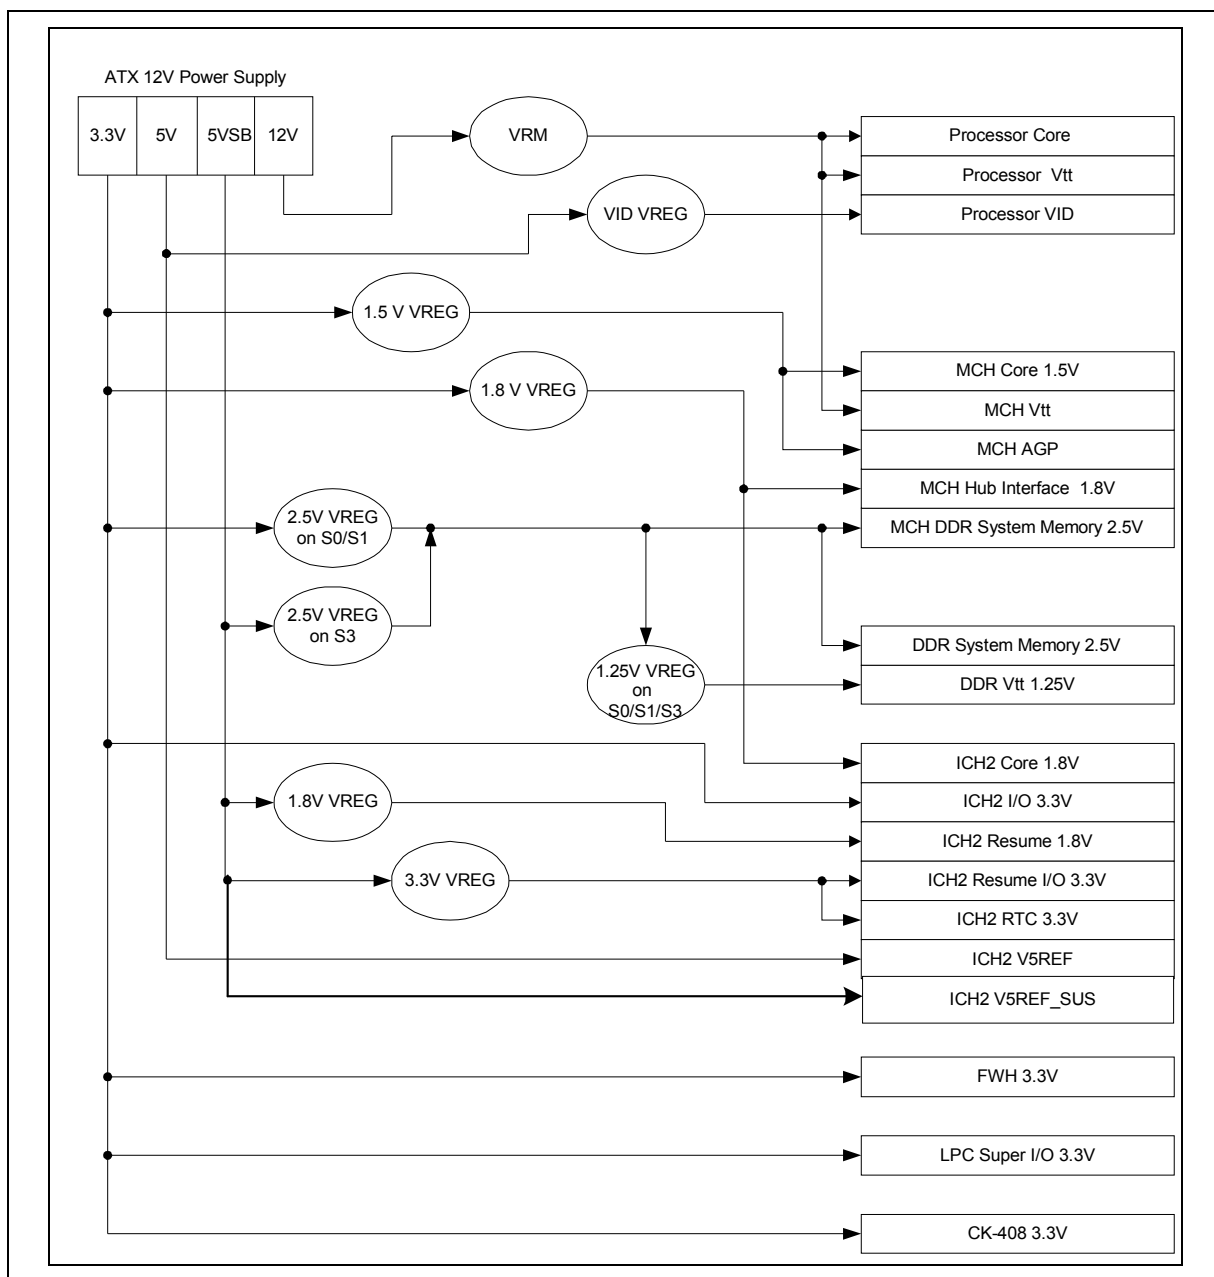 ATX 12V Power Supply
3.3V
5V
5VSB
12V
VRM
Processor Core
Processor Vtt
VID VREG
Processor VID
1.5 V VREG
MCH Core 1.5V
1.8 V VREG
MCH Vtt
MCH AGP
MCH Hub Interface 1.8V
2.5V VREG
on S0/S1
MCH DDR System Memory 2.5V
2.5V VREG
on S3
DDR System Memory 2.5V
1.25V VREG
on
S0/S1/S3
DDR Vtt 1.25V
ICH2 Core 1.8V
1.8V VREG
ICH2 I/O 3.3V
ICH2 Resume 1.8V
3.3V VREG
ICH2 Resume I/O 3.3V
ICH2 RTC 3.3V
ICH2 V5REF
ICH2 V5REF_SUS
FWH 3.3V
LPC Super I/O 3.3V
CK-408 3.3V